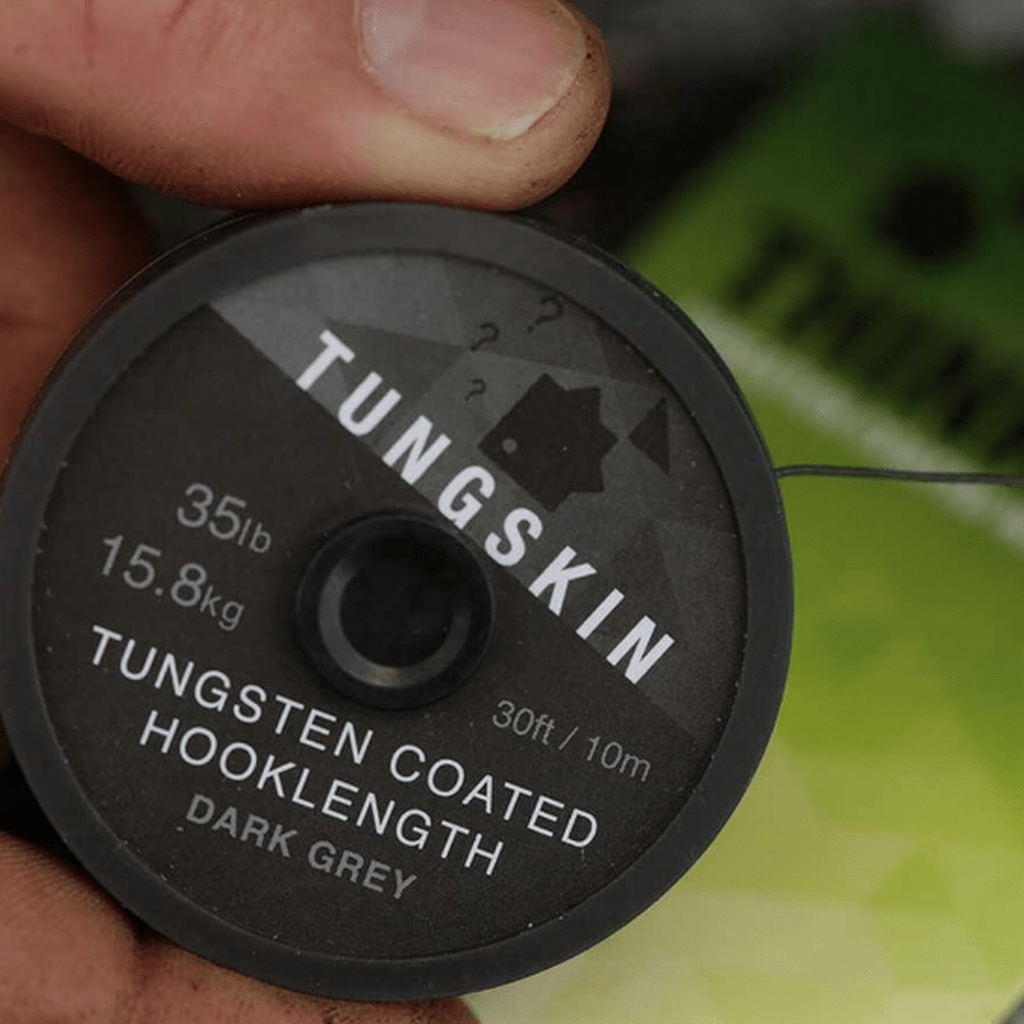 ? ? ?
TUNGSKIN
35lb
15.8kg
30ft / 10m
TUNGSTEN COATED
HOOKLENGTH
DARK GREY